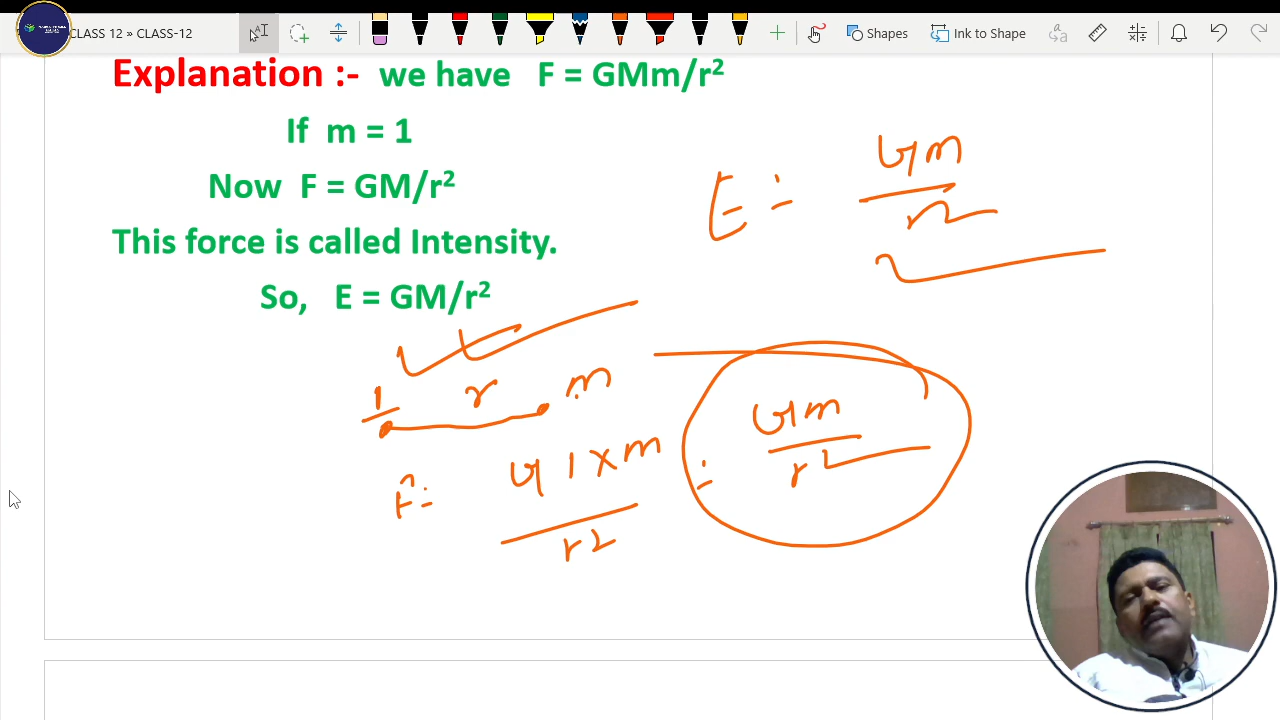 CLASS 12 » CLASS-12
Shapes
Ink to Shape
Explanation :- we have F = GMm/r²
If m = 1
Now F = GM/r²
This force is called Intensity.
So, E = GM/r²
E = Gm
r²
1 r m
F = G 1 x m = Gm
r² r²